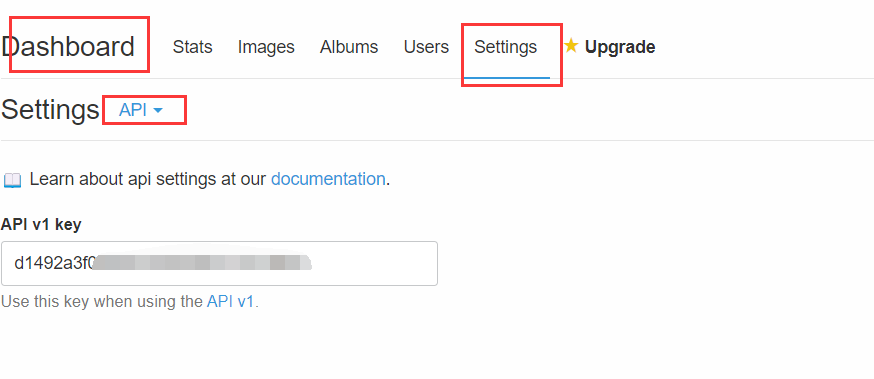 Dashboard Stats Images Albums Users Settings Upgrade
Settings API
Learn about api settings at our documentation.
API v1 key
d1492a3f0
Use this key when using the API v1.